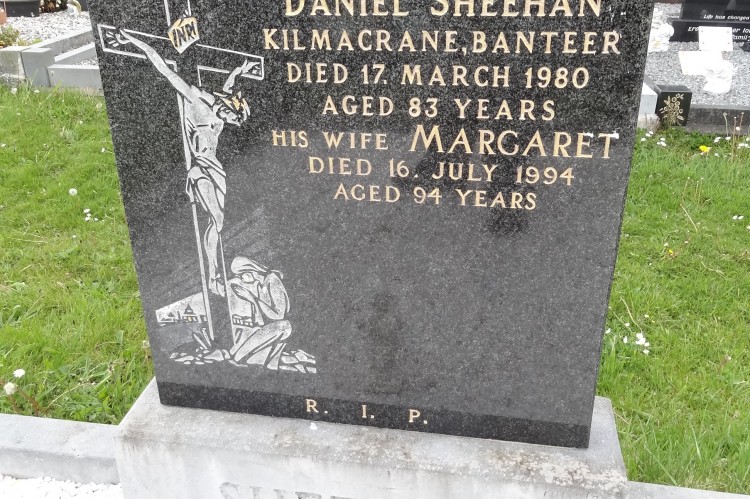 INRI
DANIEL SHEEHAN
KILMACRANE, BANTEER
DIED 17. MARCH 1980
AGED 83 YEARS
HIS WIFE MARGARET
DIED 16. JULY 1994
AGED 94 YEARS
R. I. P.